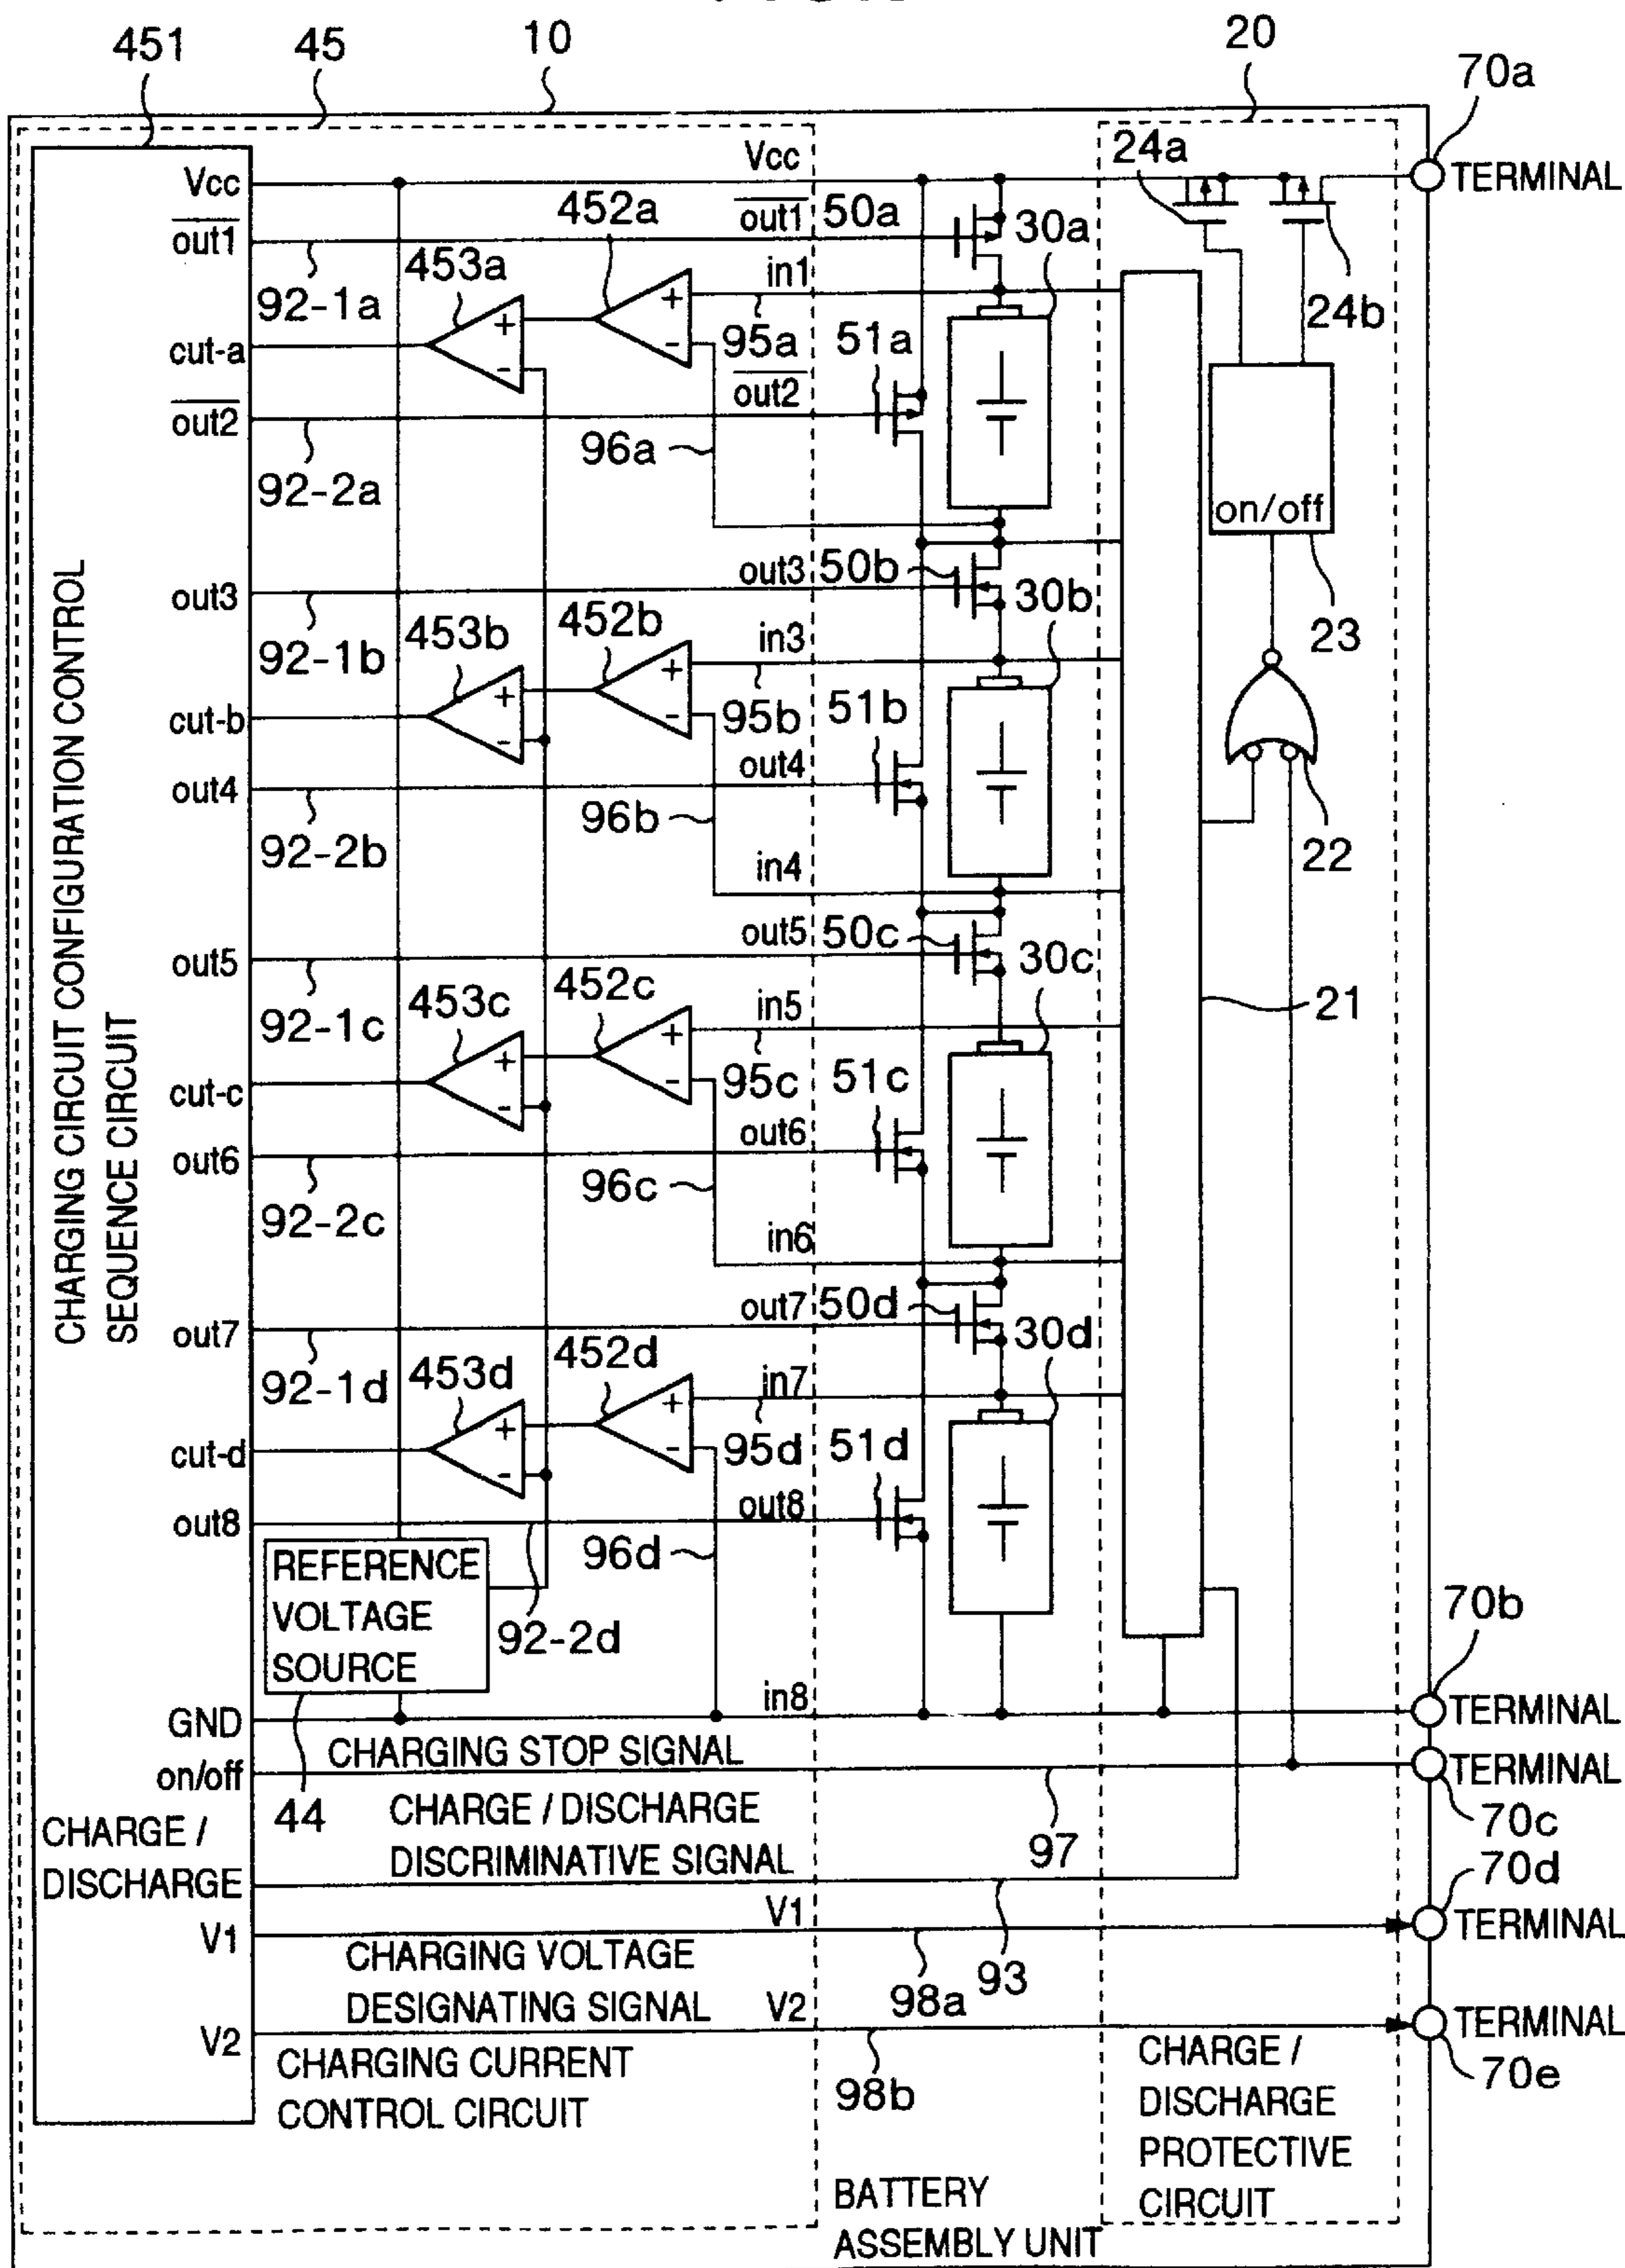 451
45
10
20
70a
Vcc
Vcc
24a
TERMINAL
out1
452a
out1
50a
30a
453a
in1
92-1a
+
-
95a
51a
24b
cut-a
+
-
out2
out2
96a
92-2a
on/off
out3
out3
50b
30b
23
453b
452b
in3
92-1b
+
-
95b
51b
cut-b
+
-
out4
out4
96b
92-2b
22
in4
out5
out5
50c
30c
453c
452c
in5
21
92-1c
+
-
95c
51c
cut-c
+
-
out6
out6
96c
92-2c
in6
CHARGING CIRCUIT CONFIGURATION CONTROL
SEQUENCE CIRCUIT
out7
out7
50d
30d
453d
452d
in7
92-1d
+
-
95d
51d
cut-d
+
-
out8
out8
96d
REFERENCE
VOLTAGE
SOURCE
92-2d
70b
GND
in8
TERMINAL
CHARGING STOP SIGNAL
on/off
TERMINAL
44
CHARGE / DISCHARGE
DISCRIMINATIVE SIGNAL
97
70c
CHARGE /
DISCHARGE
70d
V1
V1
TERMINAL
CHARGING VOLTAGE
DESIGNATING SIGNAL
98a
93
V2
V2
TERMINAL
CHARGING CURRENT
CONTROL CIRCUIT
98b
70e
CHARGE /
DISCHARGE
PROTECTIVE
CIRCUIT
BATTERY
ASSEMBLY UNIT